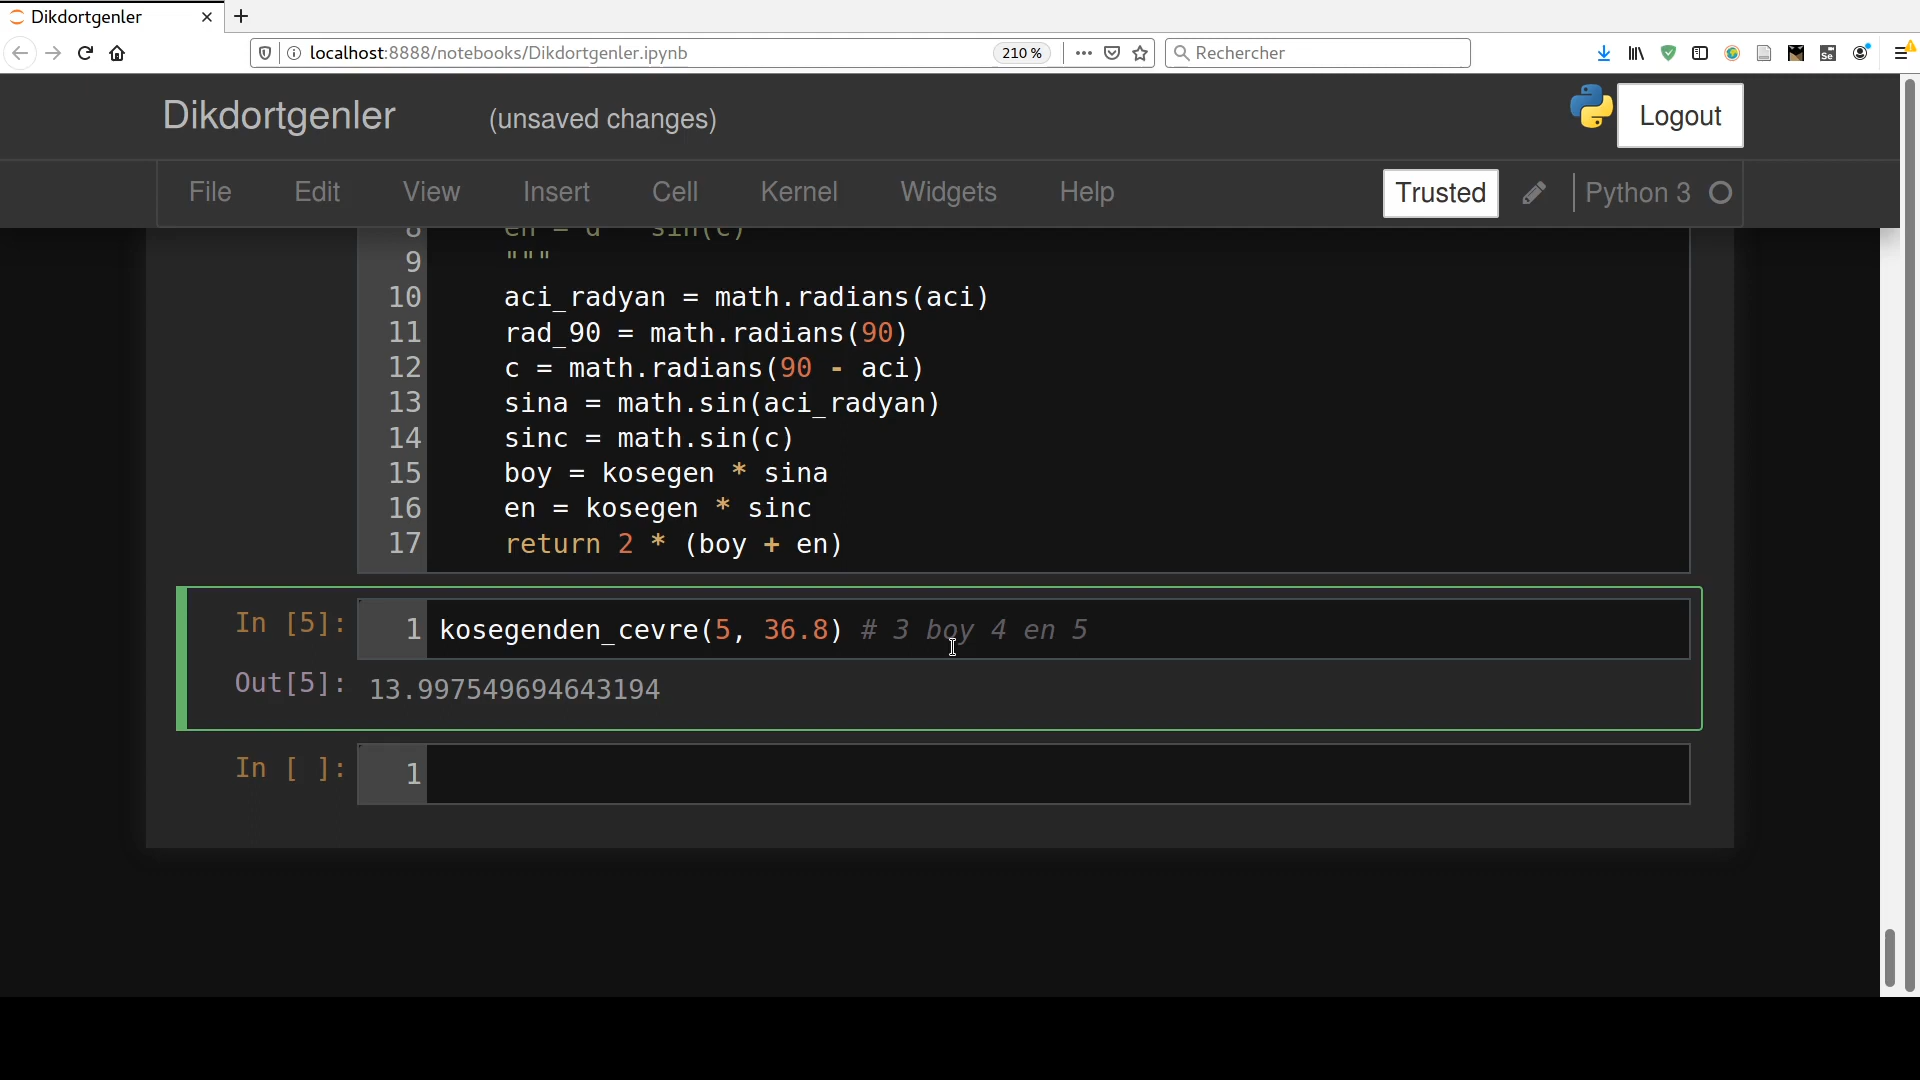 Dikdortgenler
localhost:8888/notebooks/Dikdortgenler.ipynb
210 %
Rechercher
Dikdortgenler
(unsaved changes)
Logout
File
Edit
View
Insert
Cell
Kernel
Widgets
Help
Trusted
Python 3
8 en = d sin(c)
9 """
10 aci_radyan = math.radians(aci)
11 rad_90 = math.radians(90)
12 c = math.radians(90 - aci)
13 sina = math.sin(aci_radyan)
14 sinc = math.sin(c)
15 boy = kosegen * sina
16 en = kosegen * sinc
17 return 2 * (boy + en)
In [5]: 1 kosegenden_cevre(5, 36.8) # 3 boy 4 en 5
Out[5]: 13.997549694643194
In [ ]: 1